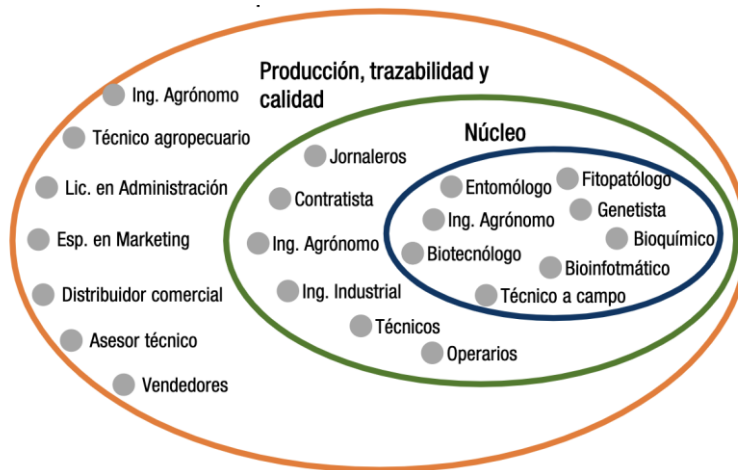 Producción, trazabilidad y
calidad
Ing. Agrónomo
Técnico agropecuario
Lic. en Administración
Esp. en Marketing
Distribuidor comercial
Asesor técnico
Vendedores
Jornaleros
Contratista
Ing. Agrónomo
Ing. Industrial
Técnicos
Operarios
Núcleo
Entomólogo
Fitopatólogo
Ing. Agrónomo
Genetista
Biotecnólogo
Bioquímico
Bioinfotmático
Técnico a campo